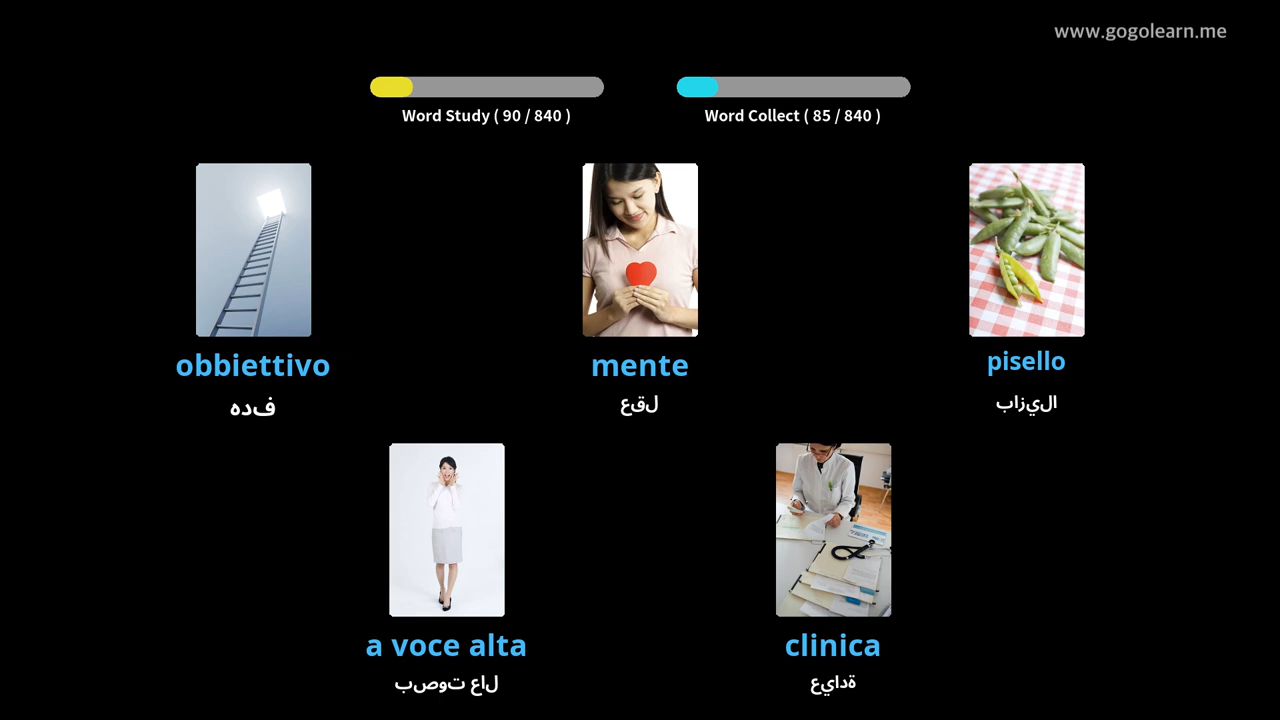 www.gogolearn.me
Word Study ( 90 / 840 )
Word Collect ( 85 / 840 )
obbiettivo
فده
mente
لقع
pisello
اليزاب
a voce alta
لاع توصب
clinica
ةدايع